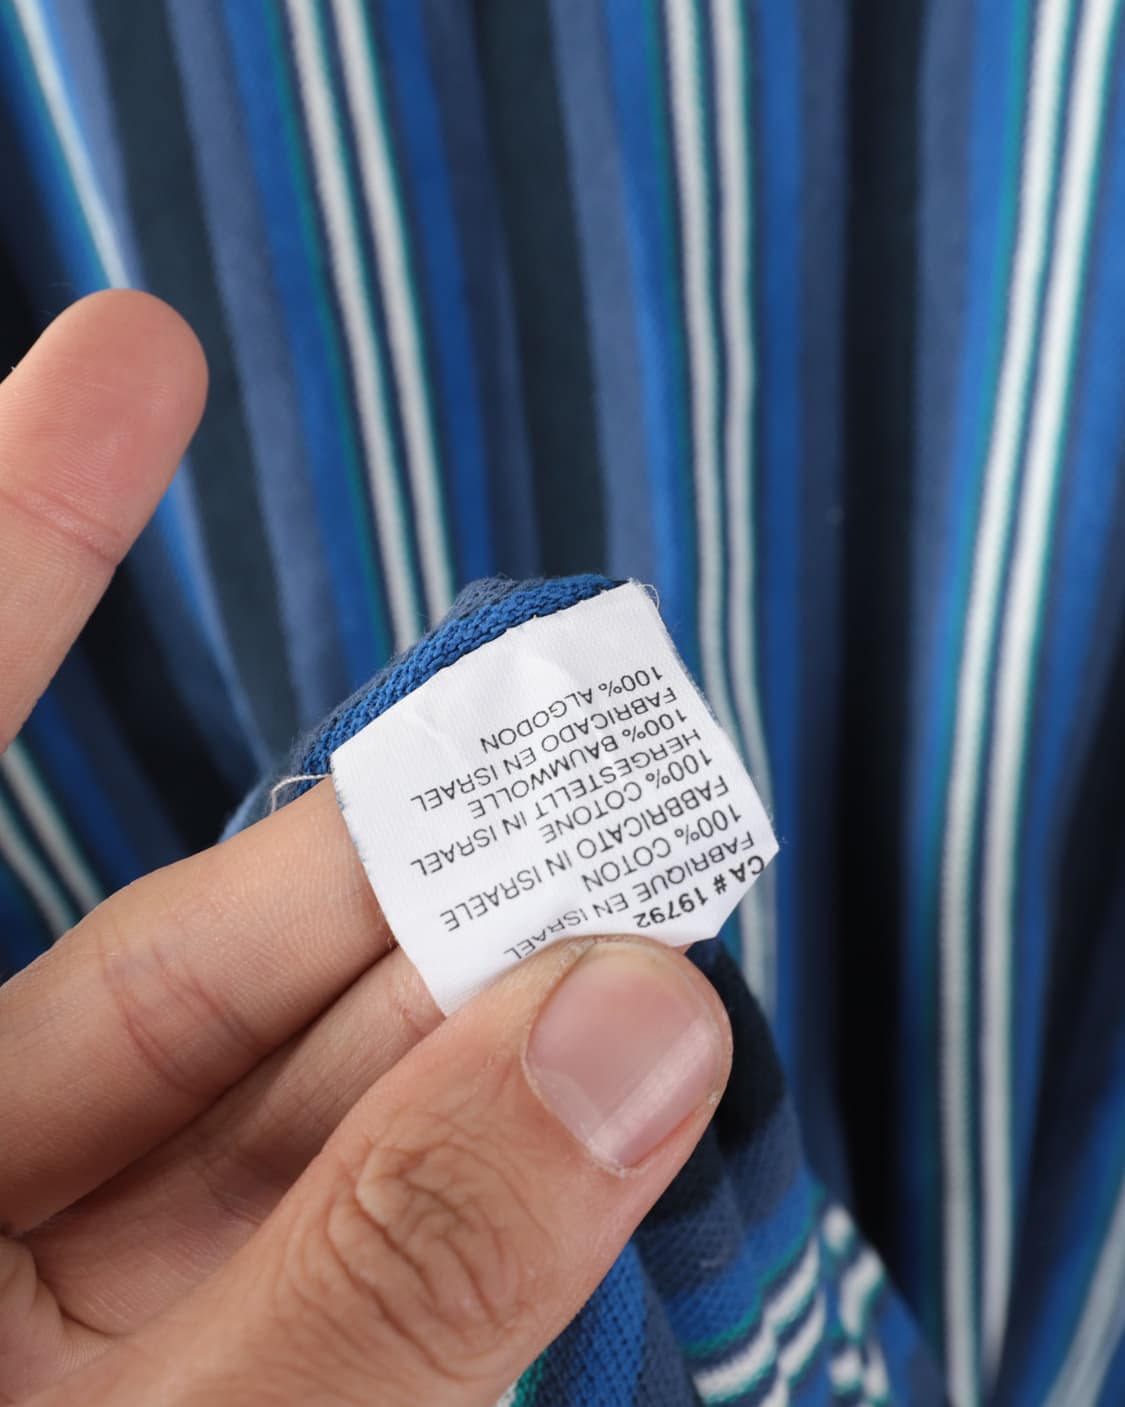 CA # 19792
FABRIQUE EN ISRAEL
100% COTON
FABBRICATO IN ISRAELE
100% COTONE
HERGESTELLT IN ISRAEL
100% BAUMWOLLE
FABRICADO EN ISRAEL
100% ALGODON